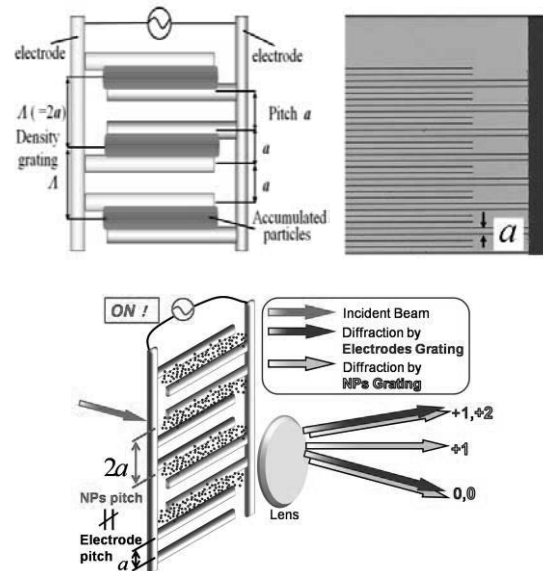 electrode
electrode
Λ (=2a)
Density
grating
Λ
Pitch a
a
a
Accumulated
particles
a
ON !
Incident Beam
Diffraction by
Electrodes Grating
Diffraction by
NPs Grating
+1,+2
+1
0,0
Lens
2a
NPs pitch
Electrode
pitch
a